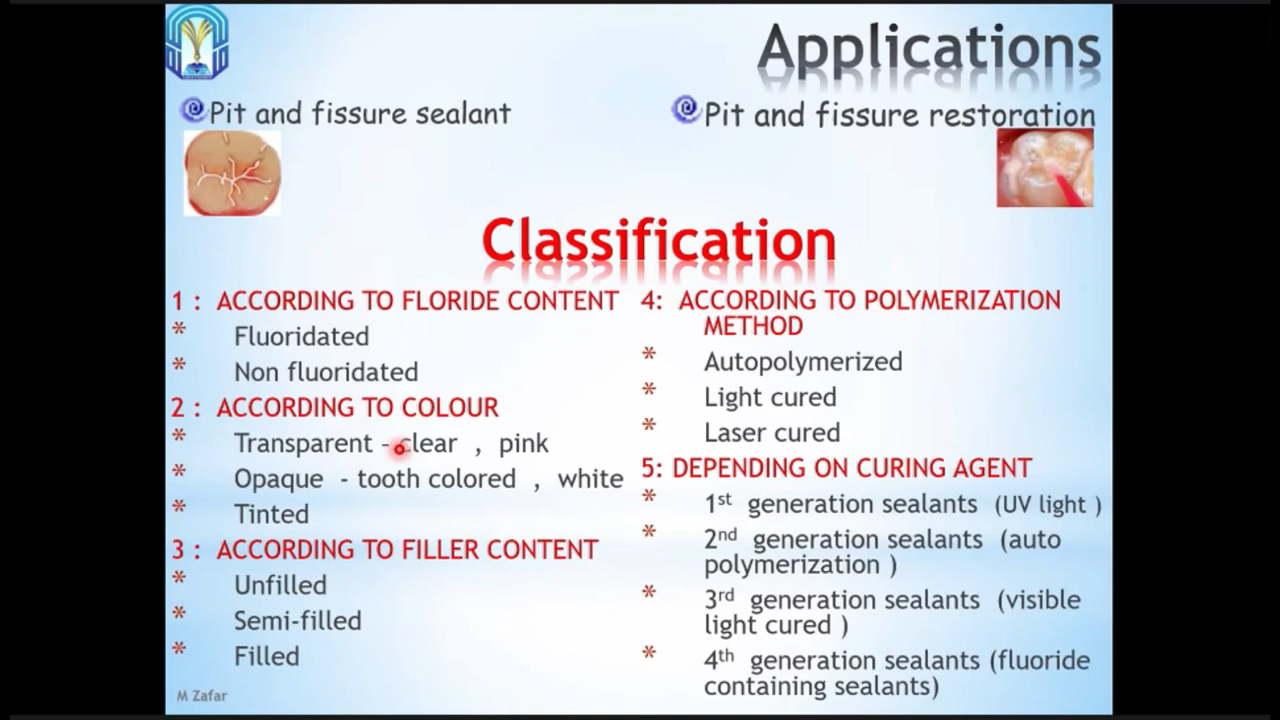 Applications
Pit and fissure sealant
Pit and fissure restoration
Classification
1 : ACCORDING TO FLORIDE CONTENT
* Fluoridated
* Non fluoridated
2 : ACCORDING TO COLOUR
* Transparent - clear , pink
* Opaque - tooth colored , white
* Tinted
3 : ACCORDING TO FILLER CONTENT
* Unfilled
* Semi-filled
* Filled
4: ACCORDING TO POLYMERIZATION
METHOD
* Autopolymerized
* Light cured
* Laser cured
5: DEPENDING ON CURING AGENT
* 1st generation sealants (UV light )
* 2nd generation sealants (auto
polymerization )
* 3rd generation sealants (visible
light cured )
* 4th generation sealants (fluoride
containing sealants)
M Zafar